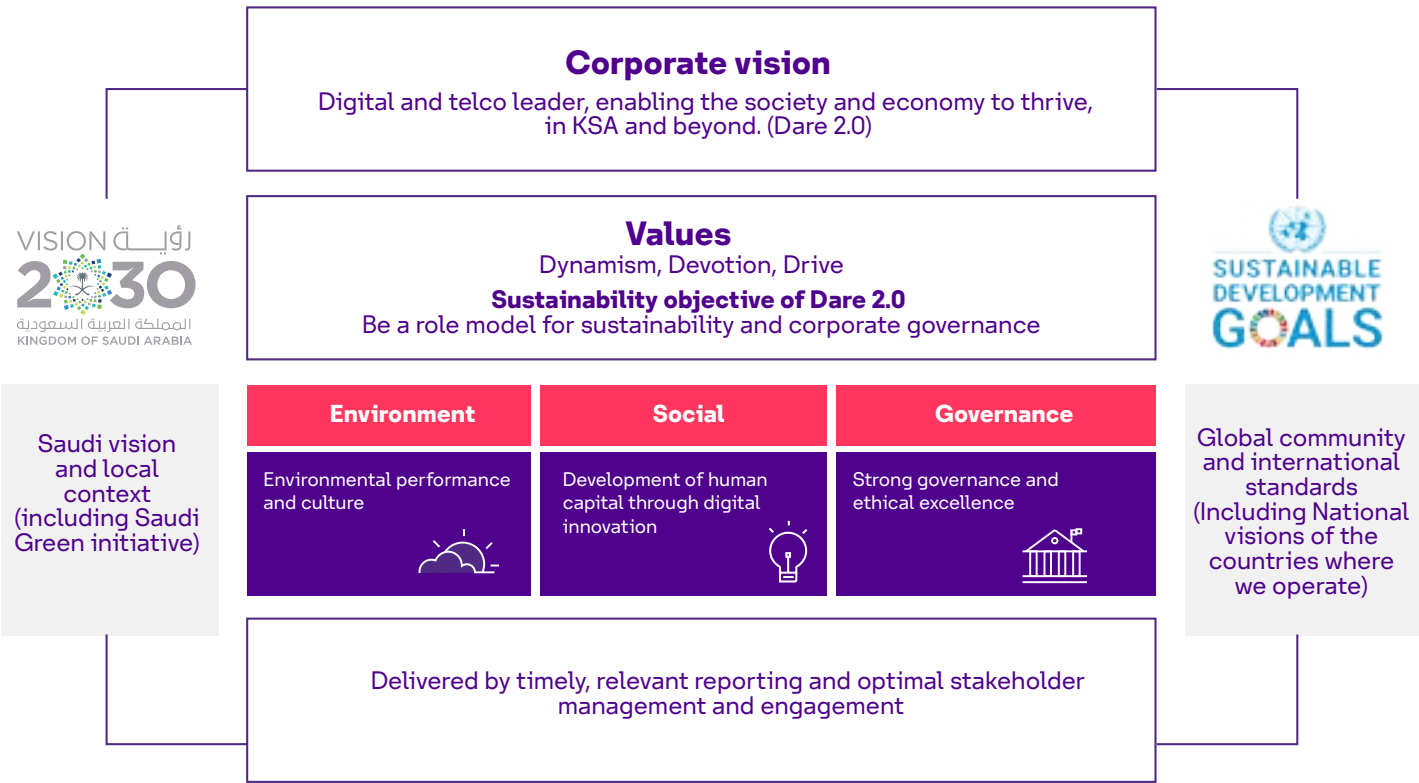 Corporate vision
Digital and telco leader, enabling the society and economy to thrive,
in KSA and beyond. (Dare 2.0)
VISION رؤيــــة
2030
المملكة العربية السعودية
KINGDOM OF SAUDI ARABIA
Values
Dynamism, Devotion, Drive
Sustainability objective of Dare 2.0
Be a role model for sustainability and corporate governance
SUSTAINABLE
DEVELOPMENT
GOALS
Saudi vision
and local
context
(including Saudi
Green initiative)
Environment
Environmental performance
and culture
Social
Development of human
capital through digital
innovation
Governance
Strong governance and
ethical excellence
Global community
and international
standards
(Including National
visions of the
countries where
we operate)
Delivered by timely, relevant reporting and optimal stakeholder
management and engagement